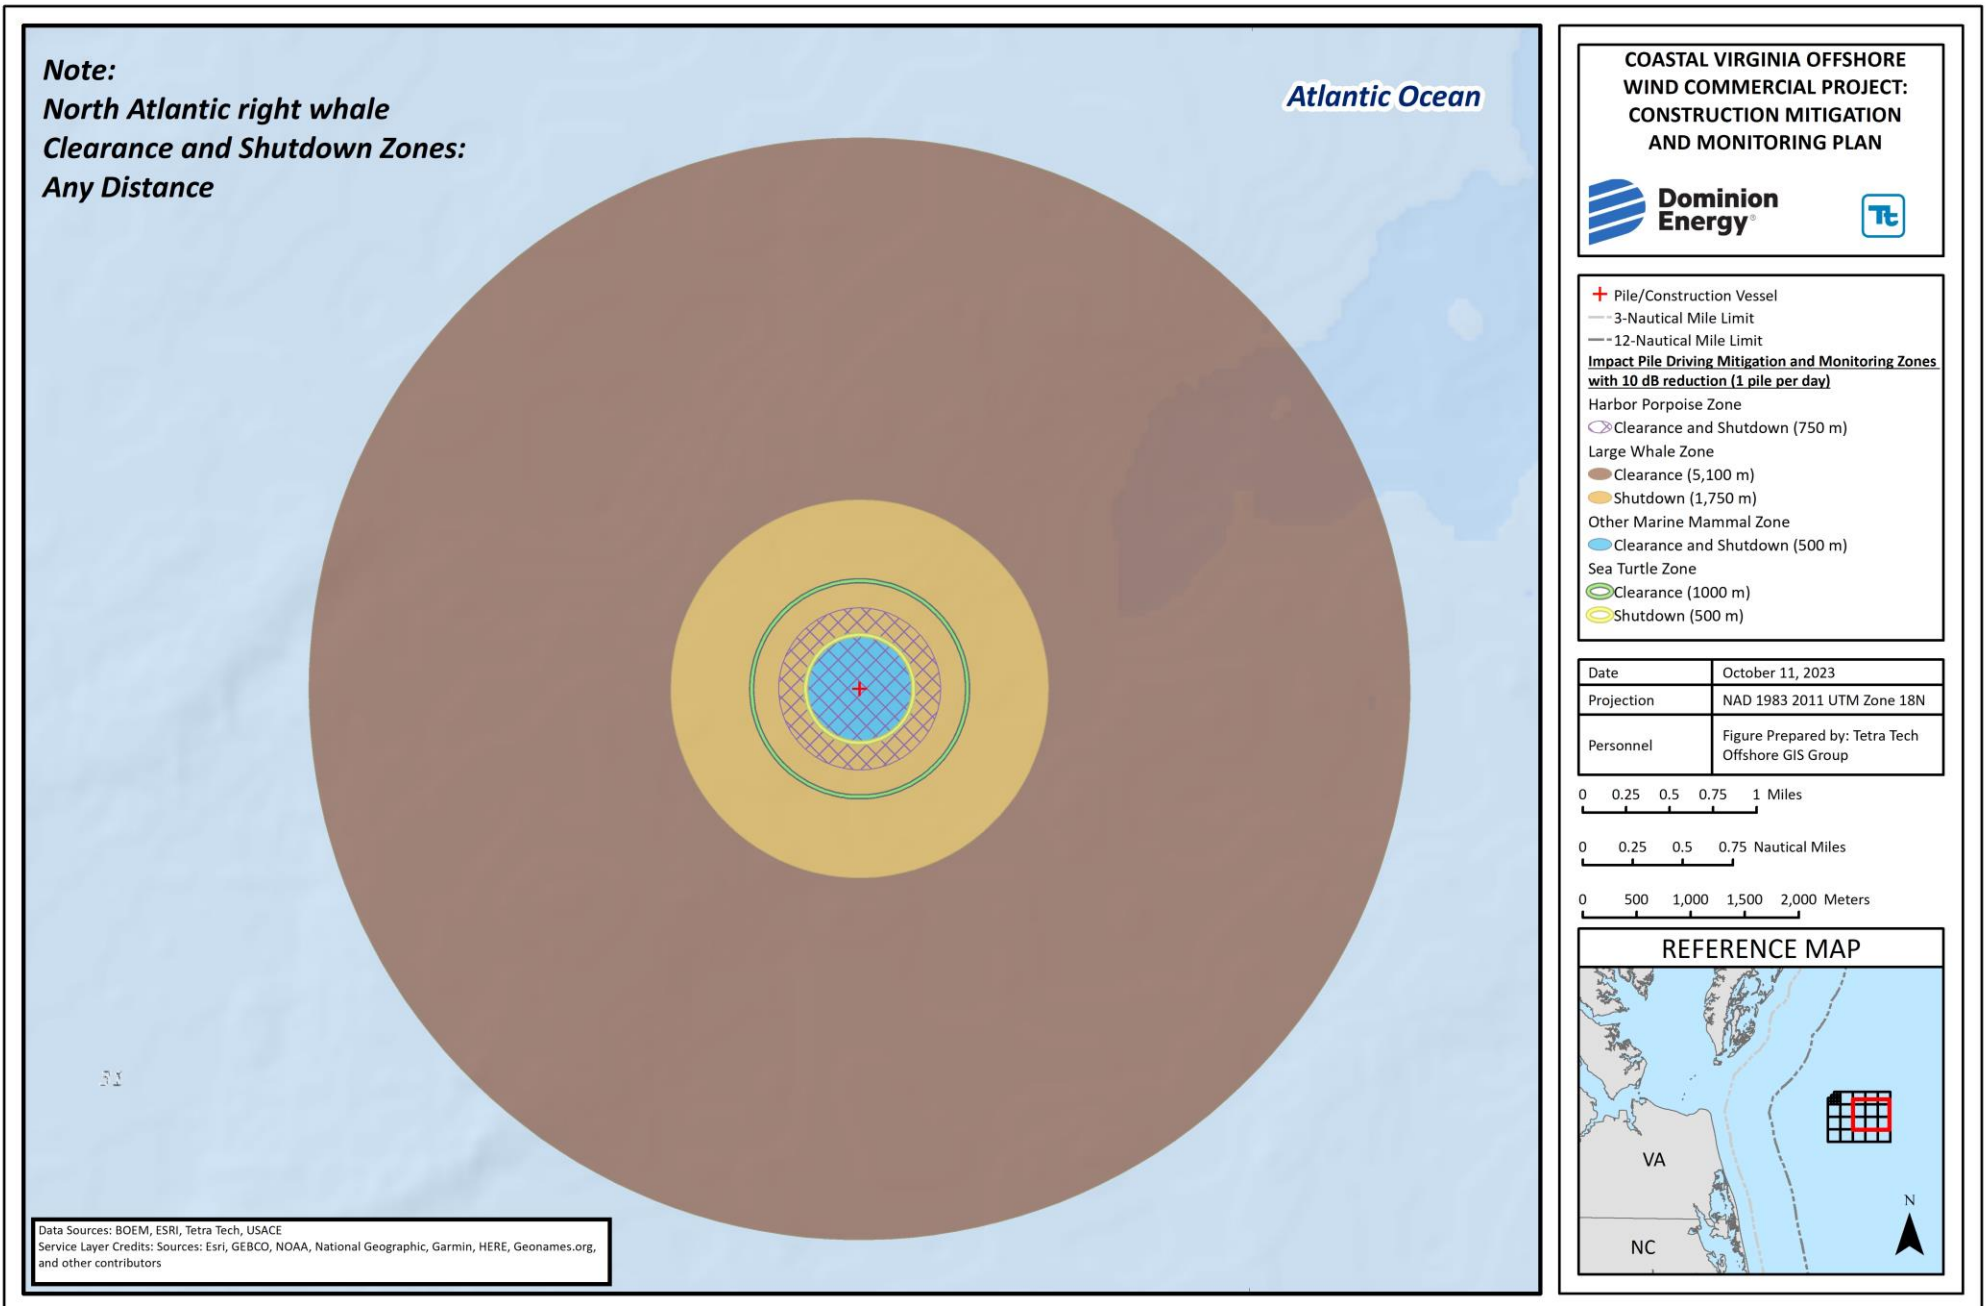 Note:
North Atlantic right whale
Clearance and Shutdown Zones:
Any Distance
Atlantic Ocean
Data Sources: BOEM, ESRI, Tetra Tech, USACE
Service Layer Credits: Sources: Esri, GEBCO, NOAA, National Geographic, Garmin, HERE, Geonames.org,
and other contributors
COASTAL VIRGINIA OFFSHORE
WIND COMMERCIAL PROJECT:
CONSTRUCTION MITIGATION
AND MONITORING PLAN
Dominion
Energy®
Tt
Pile/Construction Vessel
3-Nautical Mile Limit
12-Nautical Mile Limit
Impact Pile Driving Mitigation and Monitoring Zones
with 10 dB reduction (1 pile per day)
Harbor Porpoise Zone
Clearance and Shutdown (750 m)
Large Whale Zone
Clearance (5,100 m)
Shutdown (1,750 m)
Other Marine Mammal Zone
Clearance and Shutdown (500 m)
Sea Turtle Zone
Clearance (1000 m)
Shutdown (500 m)
Date October 11, 2023
Projection NAD 1983 2011 UTM Zone 18N
Personnel Figure Prepared by: Tetra Tech
Offshore GIS Group
0 0.25 0.5 0.75 1 Miles
0 0.25 0.5 0.75 Nautical Miles
0 500 1,000 1,500 2,000 Meters
REFERENCE MAP
VA
N
NC